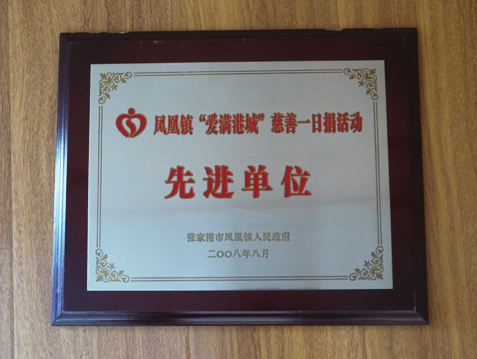 凤凰镇“爱满港城”慈善一日捐活动
先进单位
张家港市凤凰镇人民政府
二〇〇八年八月